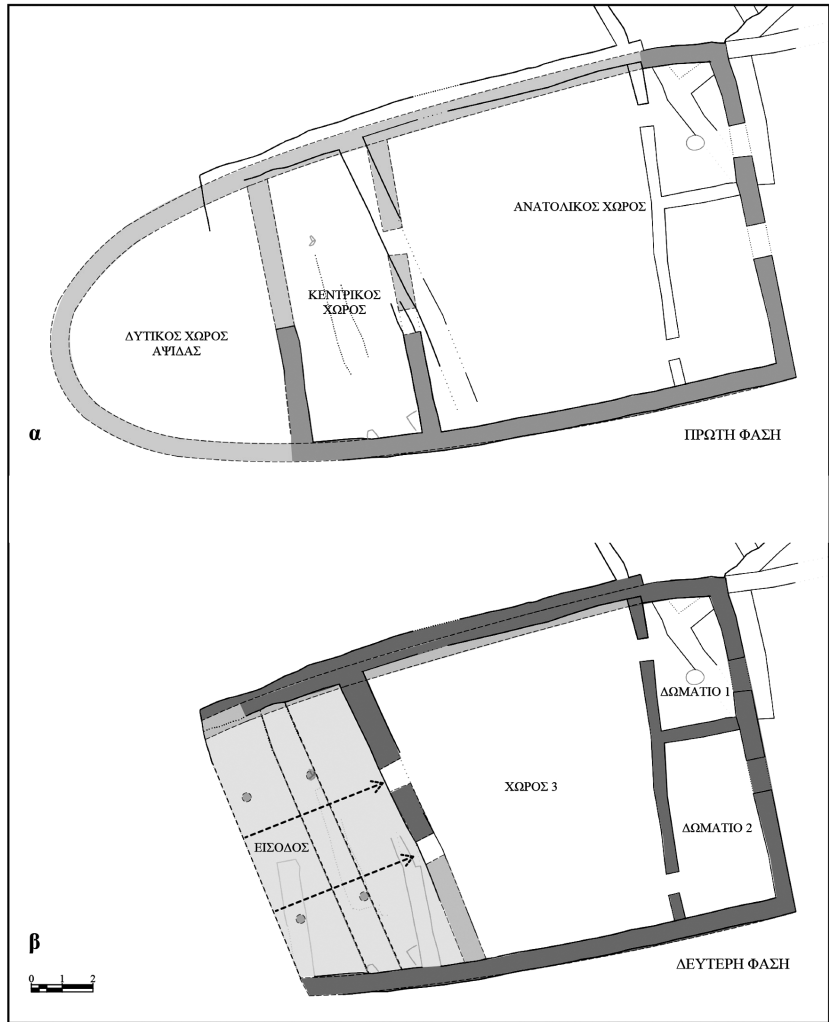 ΑΝΑΤΟΛΙΚΟΣ ΧΩΡΟΣ
ΚΕΝΤΡΙΚΟΣ
ΧΩΡΟΣ
ΔΥΤΙΚΟΣ ΧΩΡΟΣ
ΑΨΙΔΑΣ
α
ΠΡΩΤΗ ΦΑΣΗ
ΔΩΜΑΤΙΟ 1
ΧΩΡΟΣ 3
ΔΩΜΑΤΙΟ 2
ΕΙΣΟΔΟΣ
β
ΔΕΥΤΕΡΗ ΦΑΣΗ
0 1 2